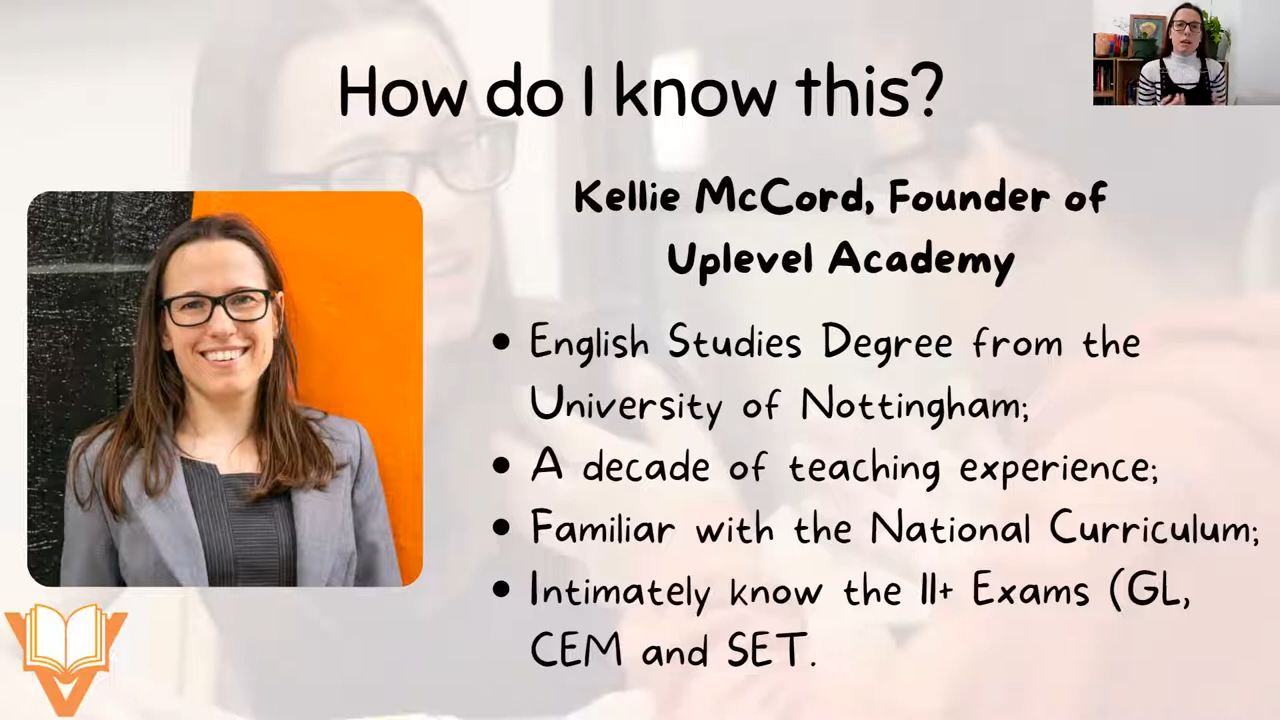 How do I know this?
Kellie McCord, Founder of
Uplevel Academy
• English Studies Degree from the
University of Nottingham;
• A decade of teaching experience;
• Familiar with the National Curriculum;
• Intimately know the 11+ Exams (GL,
CEM and SET.